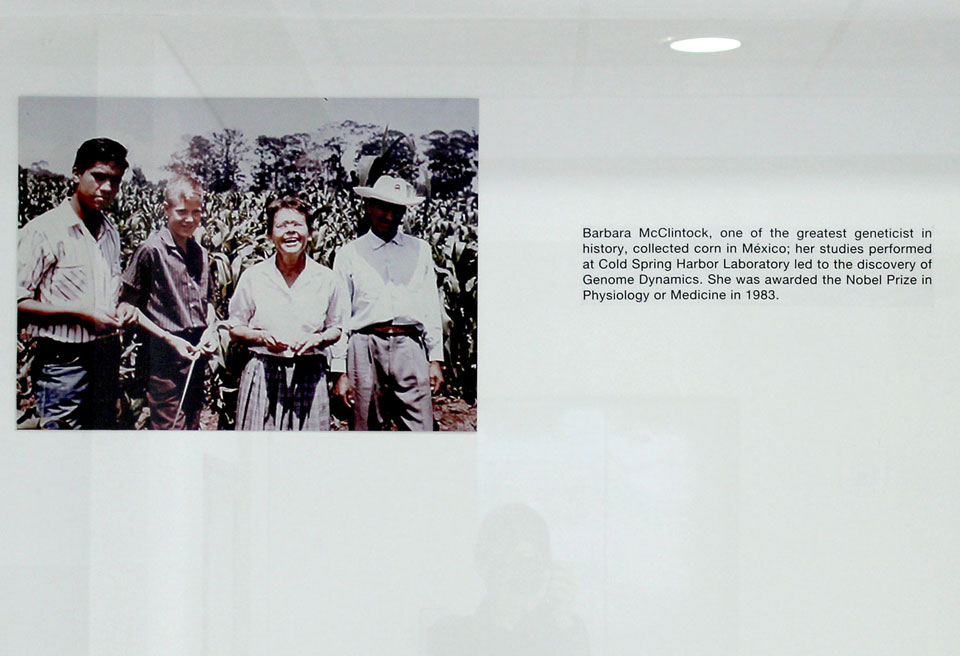 Barbara McClintock, one of the greatest geneticist in
history, collected corn in México; her studies performed
at Cold Spring Harbor Laboratory led to the discovery of
Genome Dynamics. She was awarded the Nobel Prize in
Physiology or Medicine in 1983.